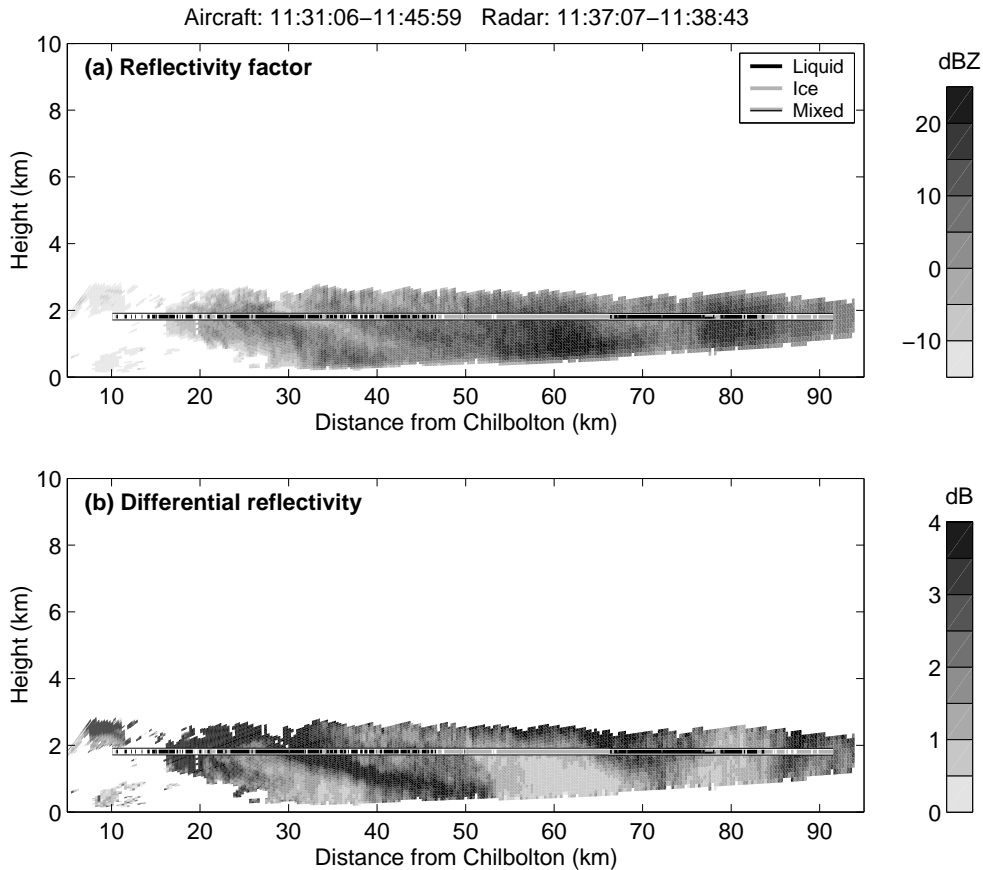 Aircraft: 11:31:06−11:45:59   Radar: 11:37:07−11:38:43
(a) Reflectivity factor
Liquid
Ice
Mixed
Height (km)
10
8
6
4
2
0
10 20 30 40 50 60 70 80 90
Distance from Chilbolton (km)
dBZ
20
10
0
−10
(b) Differential reflectivity
Height (km)
10
8
6
4
2
0
10 20 30 40 50 60 70 80 90
Distance from Chilbolton (km)
dB
4
3
2
1
0